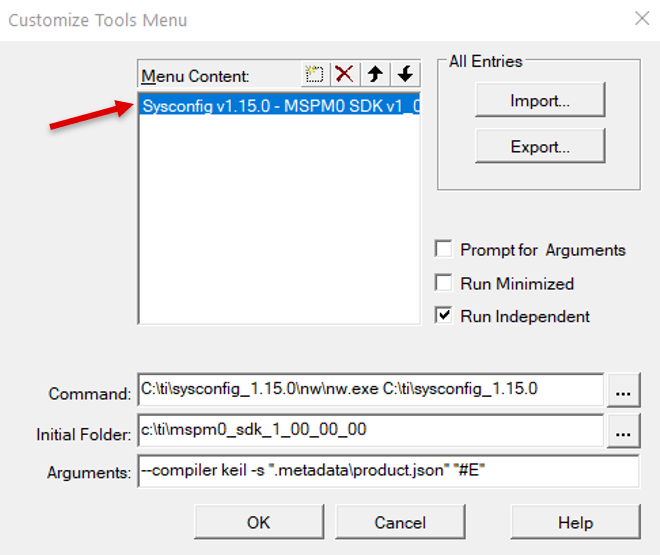 Customize Tools Menu
Menu Content:
Sysconfig v1.15.0 - MSPM0 SDK v1_0
All Entries
Import...
Export...
Prompt for Arguments
Run Minimized
Run Independent
Command: C:\ti\sysconfig_1.15.0\nw\nw.exe C:\ti\sysconfig_1.15.0 ...
Initial Folder: c:\ti\mspm0_sdk_1_00_00_00 ...
Arguments: --compiler keil -s ".metadata\product.json" "#E"
OK Cancel Help